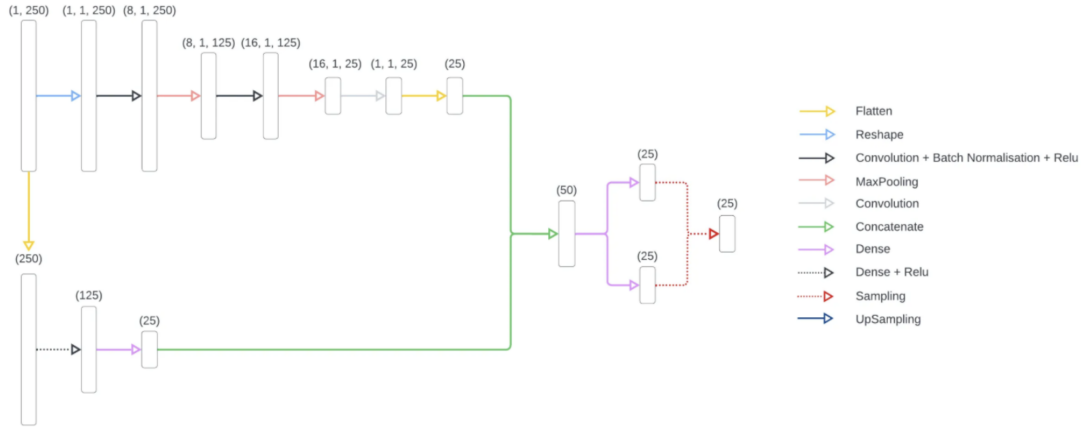 (1, 250) (1, 1, 250) (8, 1, 250)
(8, 1, 125) (16, 1, 125)
(16, 1, 25) (1, 1, 25) (25)
(25)
(50)
(25)
(25)
(250)
(125)
(25)
Flatten
Reshape
Convolution + Batch Normalisation + Relu
MaxPooling
Convolution
Concatenate
Dense
Dense + Relu
Sampling
UpSampling